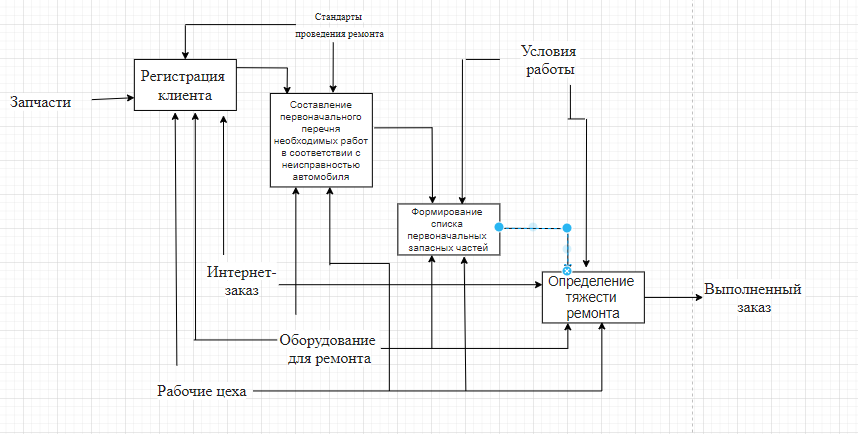 Стандарты
проведения ремонта
Условия
работы
Регистрация
клиента
Запчасти
Составление
первоначального
перечня
необходимых работ
в соответствии с
неисправностью
автомобиля
Формирование
списка
первоначальных
запасных частей
Интернет-
заказ
Определение
тяжести
ремонта
Выполненный
заказ
Оборудование
для ремонта
Рабочие цеха